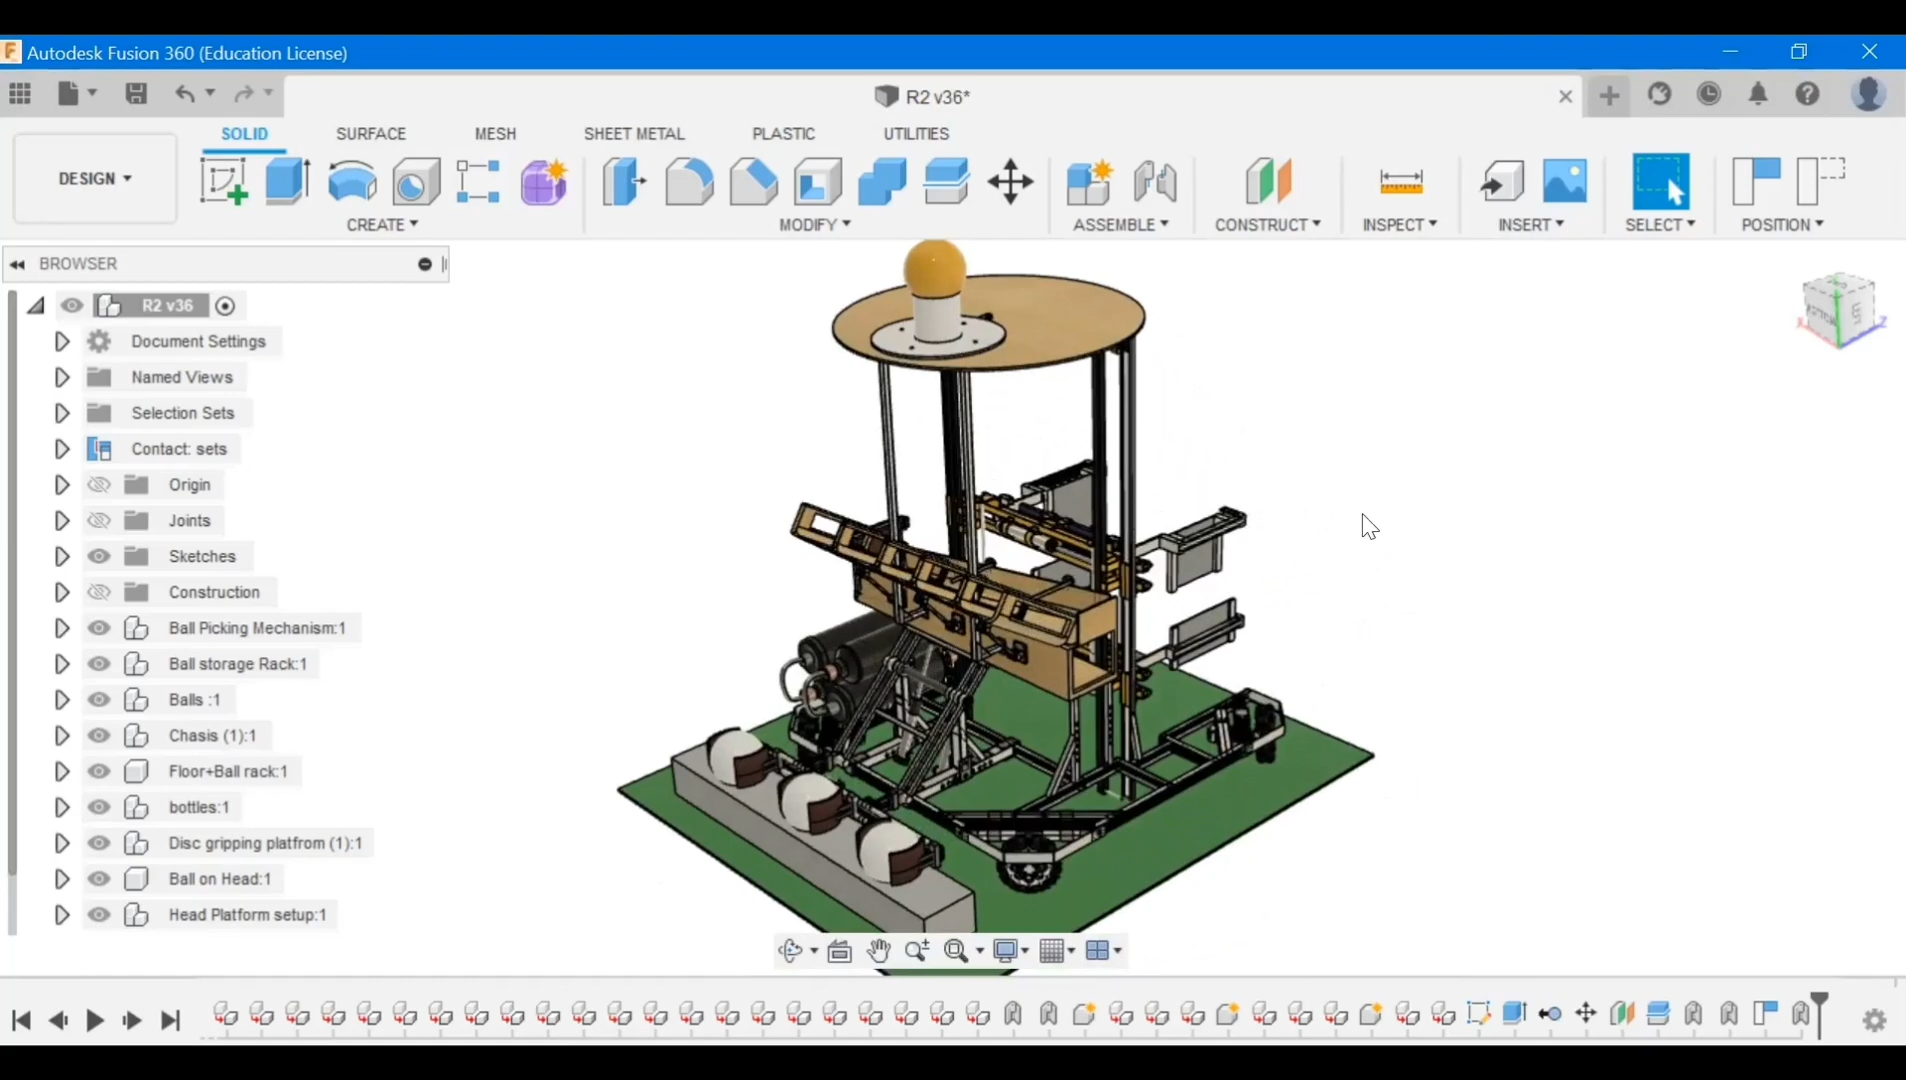 Autodesk Fusion 360 (Education License)
R2 v36*
SOLID SURFACE MESH SHEET METAL PLASTIC UTILITIES
DESIGN
CREATE MODIFY ASSEMBLE CONSTRUCT INSPECT INSERT SELECT POSITION
BROWSER
R2 v36
Document Settings
Named Views
Selection Sets
Contact: sets
Origin
Joints
Sketches
Construction
Ball Picking Mechanism:1
Ball storage Rack:1
Balls :1
Chasis (1):1
Floor+Ball rack:1
bottles:1
Disc gripping platfrom (1):1
Ball on Head:1
Head Platform setup:1